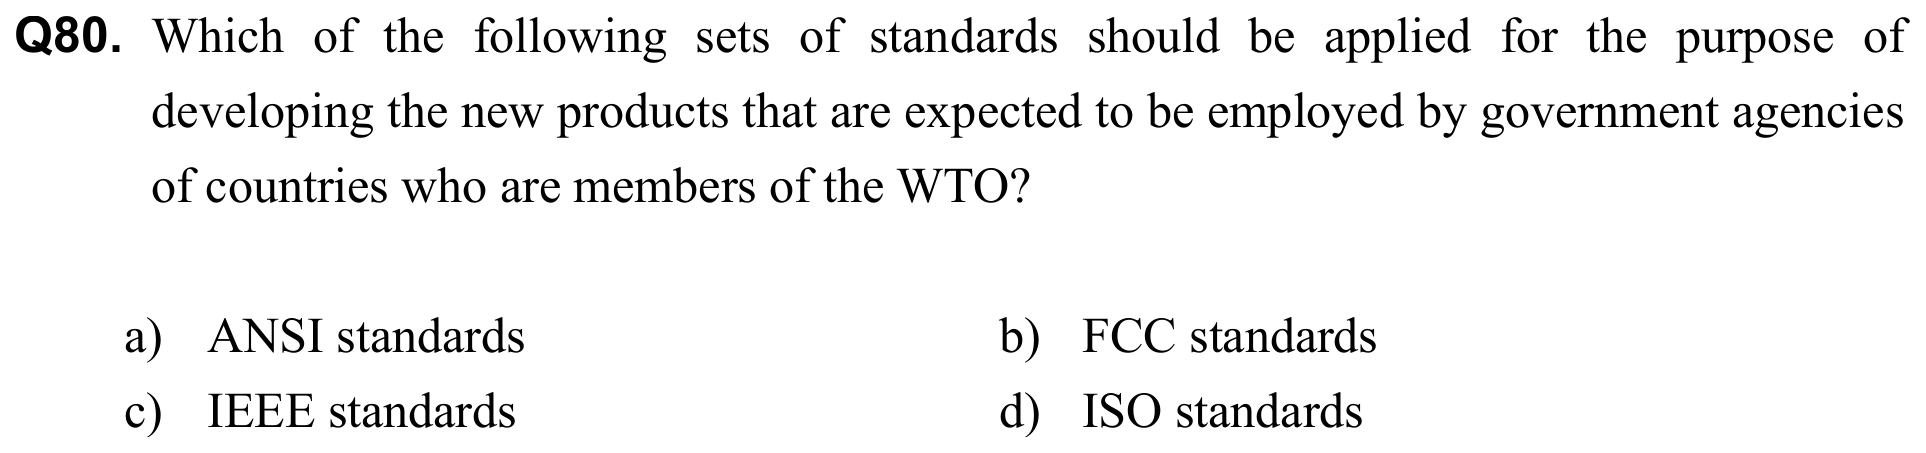 Q80. Which of the following sets of standards should be applied for the purpose of
developing the new products that are expected to be employed by government agencies
of countries who are members of the WTO?
a) ANSI standards b) FCC standards
c) IEEE standards d) ISO standards